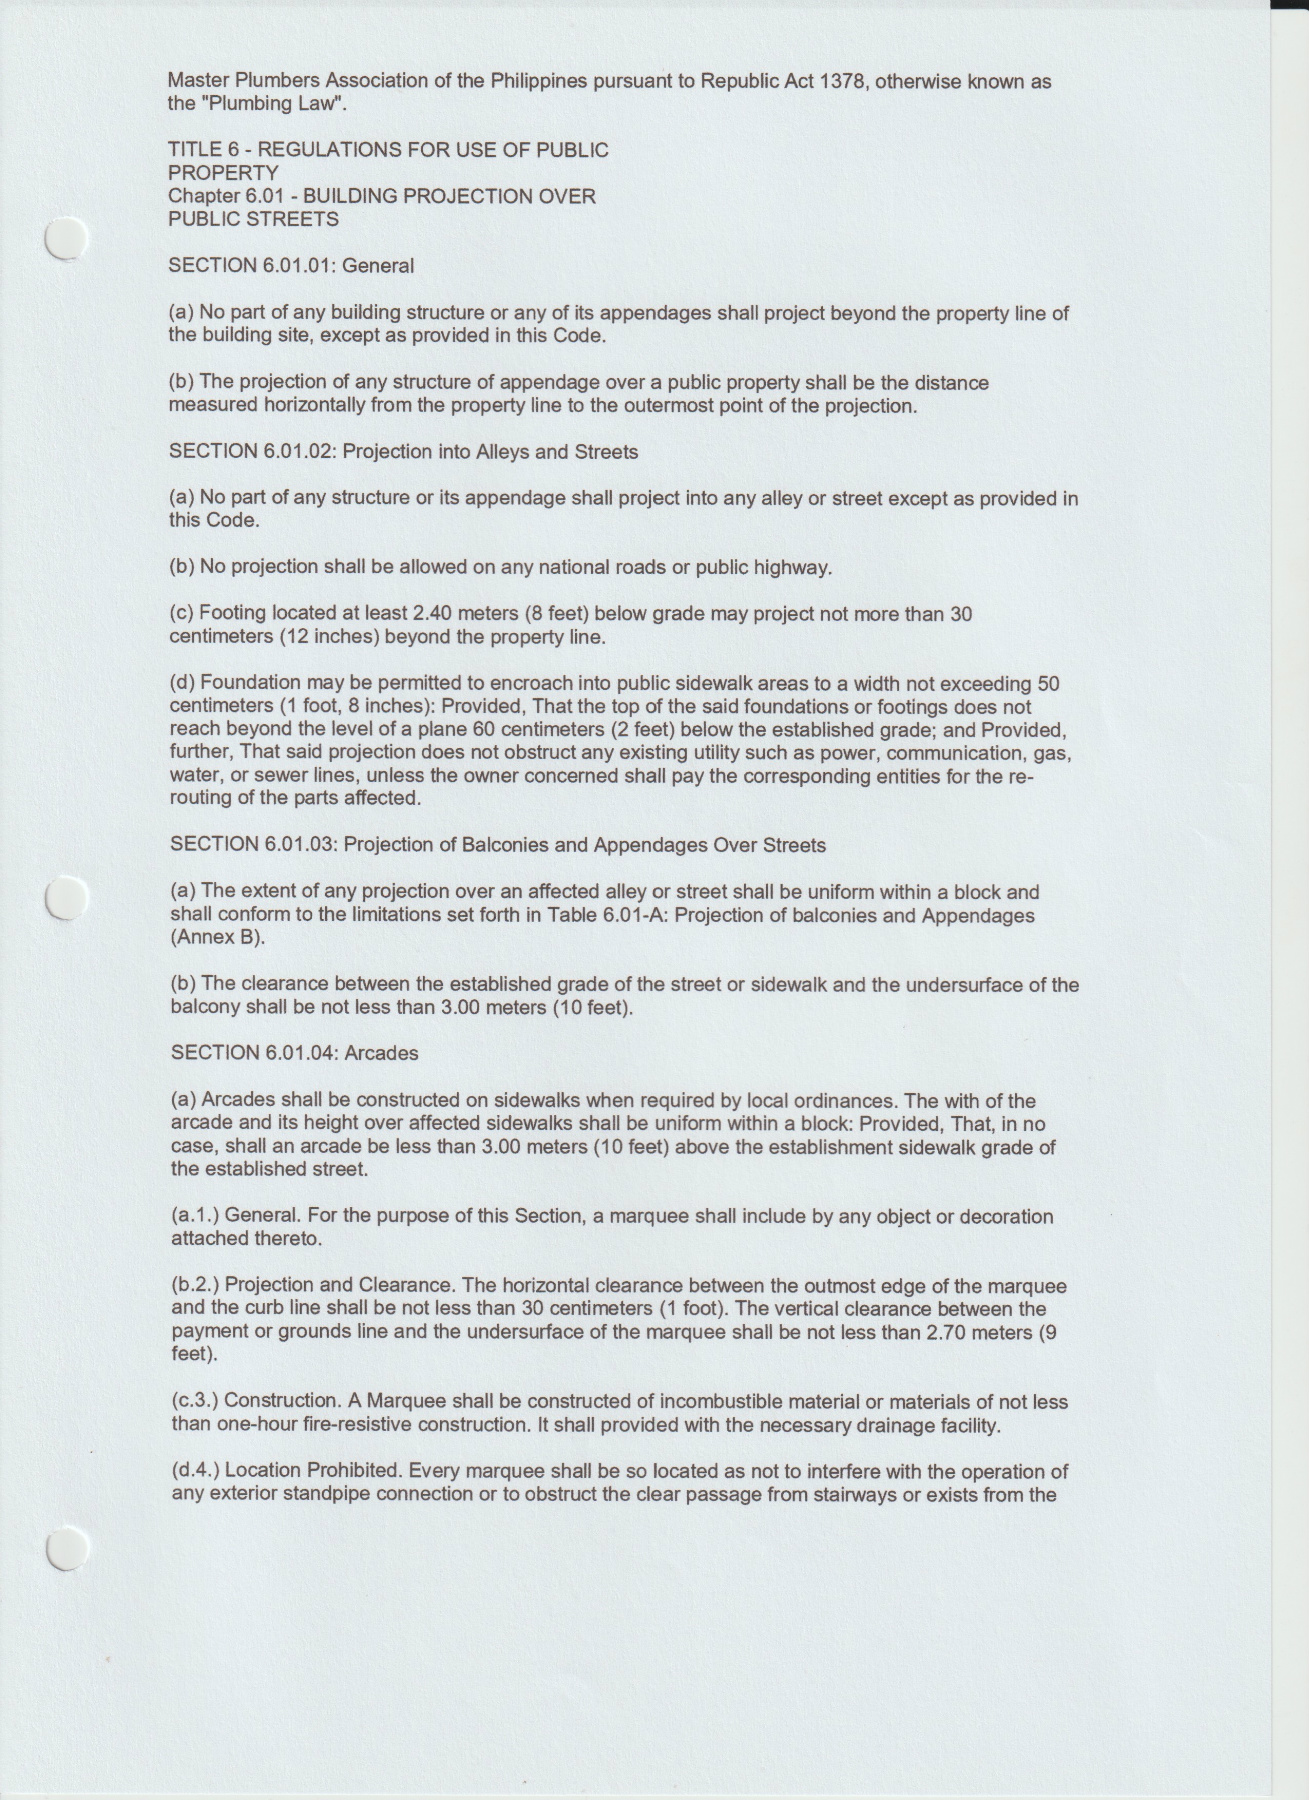 Master Plumbers Association of the Philippines pursuant to Republic Act 1378, otherwise known as
the "Plumbing Law".
TITLE 6 - REGULATIONS FOR USE OF PUBLIC
PROPERTY
Chapter 6.01 - BUILDING PROJECTION OVER
PUBLIC STREETS
SECTION 6.01.01: General
(a) No part of any building structure or any of its appendages shall project beyond the property line of
the building site, except as provided in this Code.
(b) The projection of any structure of appendage over a public property shall be the distance
measured horizontally from the property line to the outermost point of the projection.
SECTION 6.01.02: Projection into Alleys and Streets
(a) No part of any structure or its appendage shall project into any alley or street except as provided in
this Code.
(b) No projection shall be allowed on any national roads or public highway.
(c) Footing located at least 2.40 meters (8 feet) below grade may project not more than 30
centimeters (12 inches) beyond the property line.
(d) Foundation may be permitted to encroach into public sidewalk areas to a width not exceeding 50
centimeters (1 foot, 8 inches): Provided, That the top of the said foundations or footings does not
reach beyond the level of a plane 60 centimeters (2 feet) below the established grade; and Provided,
further, That said projection does not obstruct any existing utility such as power, communication, gas,
water, or sewer lines, unless the owner concerned shall pay the corresponding entities for the re-
routing of the parts affected.
SECTION 6.01.03: Projection of Balconies and Appendages Over Streets
(a) The extent of any projection over an affected alley or street shall be uniform within a block and
shall conform to the limitations set forth in Table 6.01-A: Projection of balconies and Appendages
(Annex B).
(b) The clearance between the established grade of the street or sidewalk and the undersurface of the
balcony shall be not less than 3.00 meters (10 feet).
SECTION 6.01.04: Arcades
(a) Arcades shall be constructed on sidewalks when required by local ordinances. The with of the
arcade and its height over affected sidewalks shall be uniform within a block: Provided, That, in no
case, shall an arcade be less than 3.00 meters (10 feet) above the establishment sidewalk grade of
the established street.
(a.1.) General. For the purpose of this Section, a marquee shall include by any object or decoration
attached thereto.
(b.2.) Projection and Clearance. The horizontal clearance between the outmost edge of the marquee
and the curb line shall be not less than 30 centimeters (1 foot). The vertical clearance between the
payment or grounds line and the undersurface of the marquee shall be not less than 2.70 meters (9
feet).
(c.3.) Construction. A Marquee shall be constructed of incombustible material or materials of not less
than one-hour fire-resistive construction. It shall provided with the necessary drainage facility.
(d.4.) Location Prohibited. Every marquee shall be so located as not to interfere with the operation of
any exterior standpipe connection or to obstruct the clear passage from stairways or exists from the